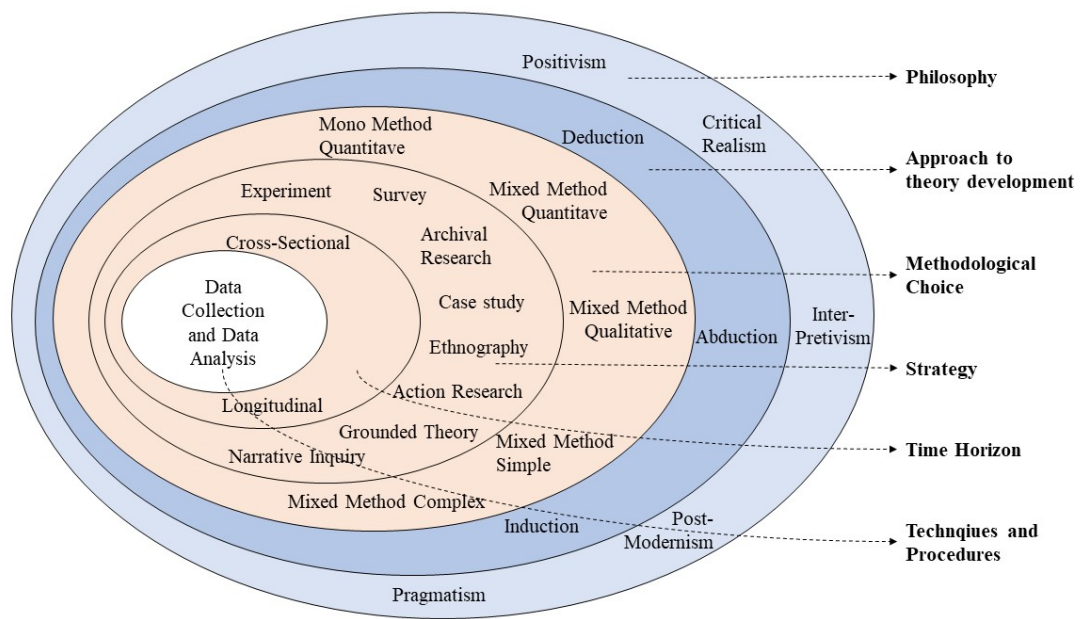 Positivism
Philosophy
Critical
Realism
Mono Method
Quantitave
Deduction
Approach to
theory development
Experiment
Survey
Mixed Method
Quantitave
Cross-Sectional
Archival
Research
Methodological
Choice
Data
Collection
and Data
Analysis
Case study
Mixed Method
Qualitative
Abduction
Inter-
Pretivism
Ethnography
Strategy
Action Research
Longitudinal
Grounded Theory
Mixed Method
Simple
Time Horizon
Narrative Inquiry
Mixed Method Complex
Induction
Post-
Modernism
Technqiues and
Procedures
Pragmatism